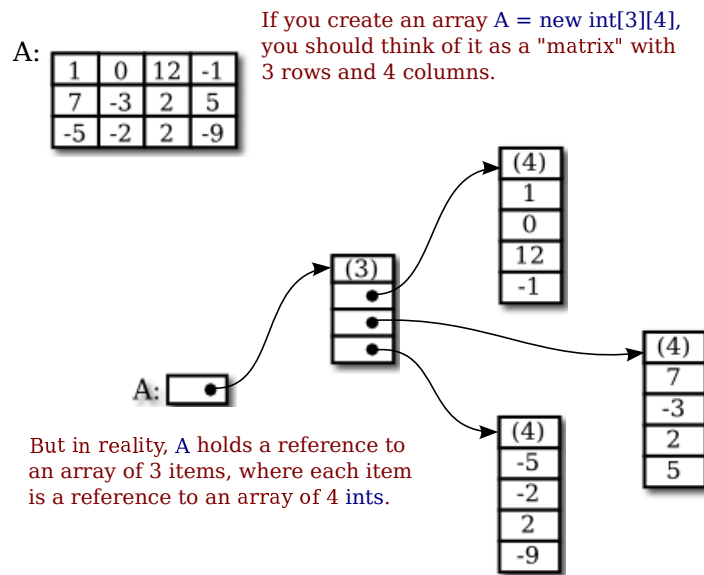 If you create an array A = new int[3][4],
you should think of it as a "matrix" with
3 rows and 4 columns.
A:
1 0 12 -1
7 -3 2 5
-5 -2 2 -9
(4)
1
0
12
-1
(3)
A:
(4)
7
-3
2
5
(4)
-5
-2
2
-9
But in reality, A holds a reference to
an array of 3 items, where each item
is a reference to an array of 4 ints.